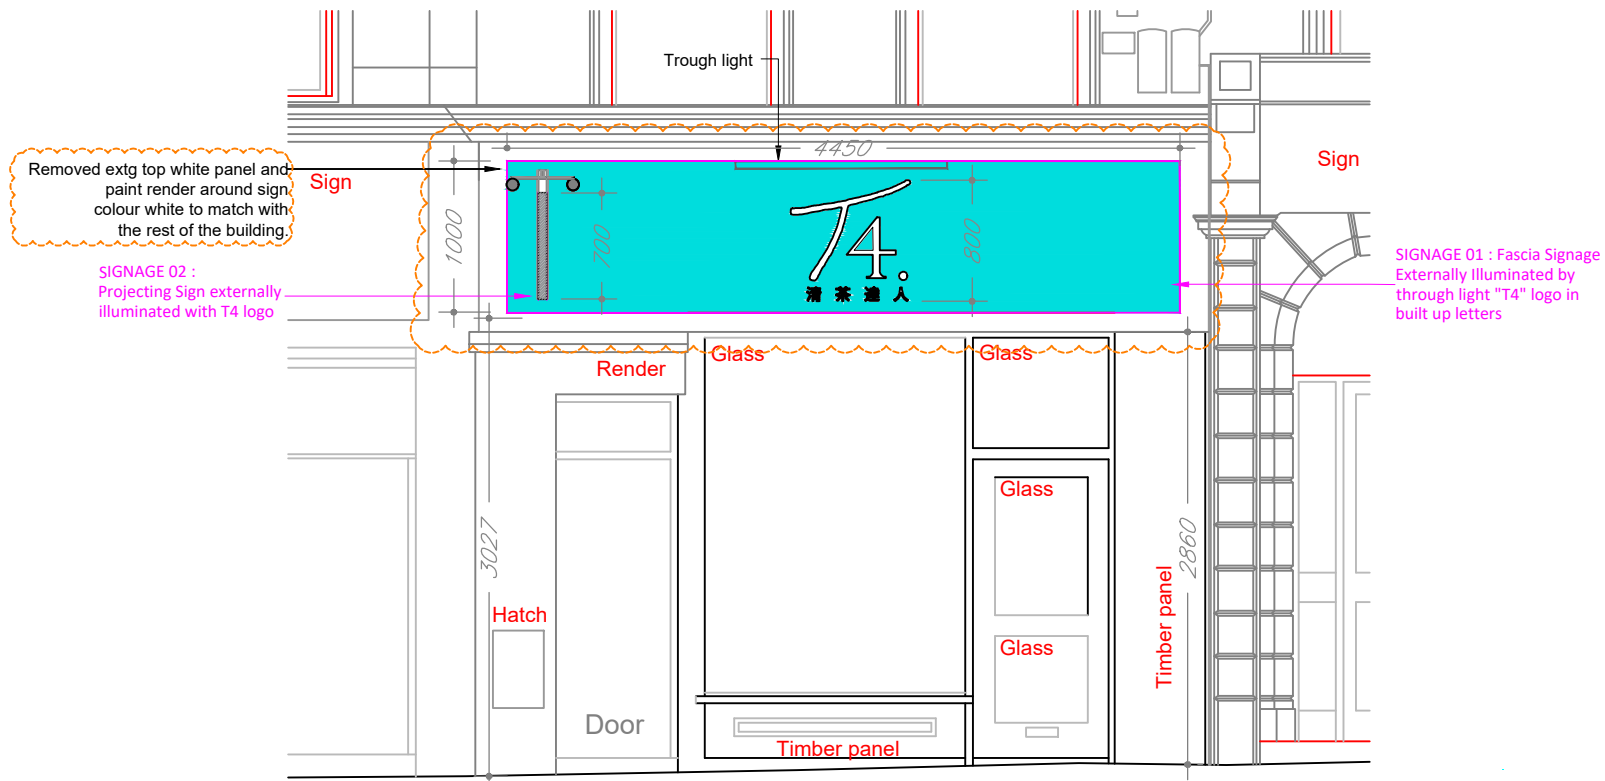 Trough light
4450
Removed extg top white panel and
paint render around sign
colour white to match with
the rest of the building.
Sign
Sign
1000
700
T4.
800
清茶達人
SIGNAGE 02 :
Projecting Sign externally
illuminated with T4 logo
SIGNAGE 01 : Fascia Signage
Externally Illuminated by
through light "T4" logo in
built up letters
Render
Glass
Glass
Glass
3027
2860
Hatch
Timber panel
Glass
Door
Timber panel